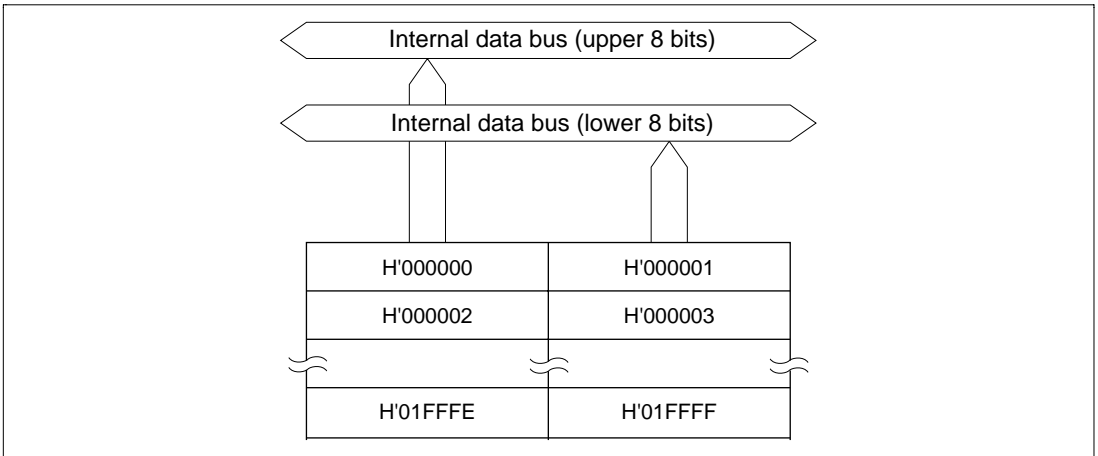 Internal data bus (upper 8 bits)
Internal data bus (lower 8 bits)
H'000000 H'000001
H'000002 H'000003
H'01FFFE H'01FFFF